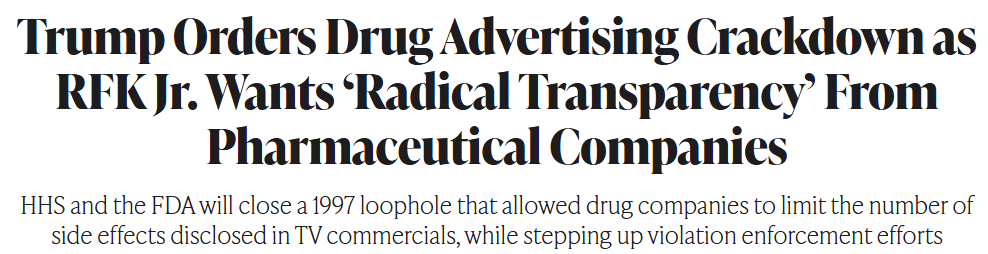 Trump Orders Drug Advertising Crackdown as
RFK Jr. Wants ‘Radical Transparency’ From
Pharmaceutical Companies
HHS and the FDA will close a 1997 loophole that allowed drug companies to limit the number of
side effects disclosed in TV commercials, while stepping up violation enforcement efforts